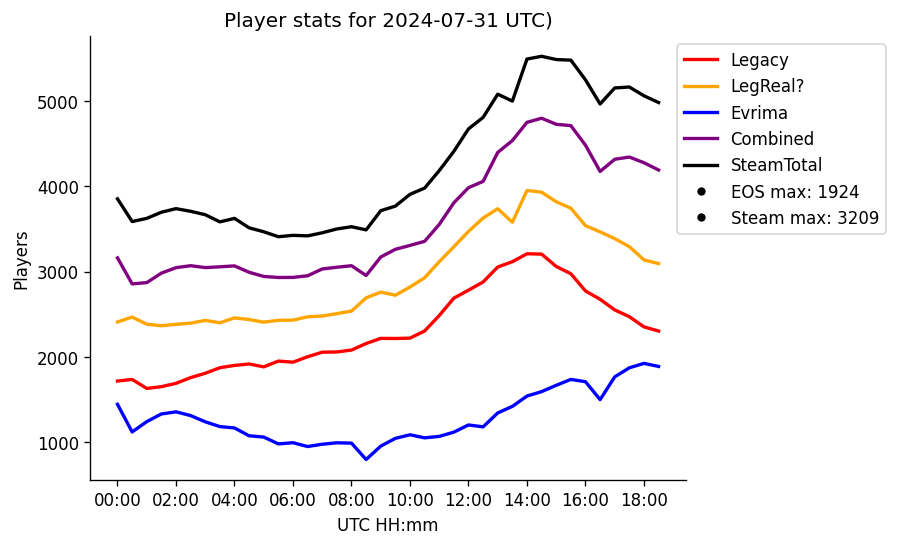 Player stats for 2024-07-31 UTC)
Legacy
LegReal?
Evrima
Combined
SteamTotal
EOS max: 1924
Steam max: 3209
Players
5000
4000
3000
2000
1000
00:00 02:00 04:00 06:00 08:00 10:00 12:00 14:00 16:00 18:00
UTC HH:mm